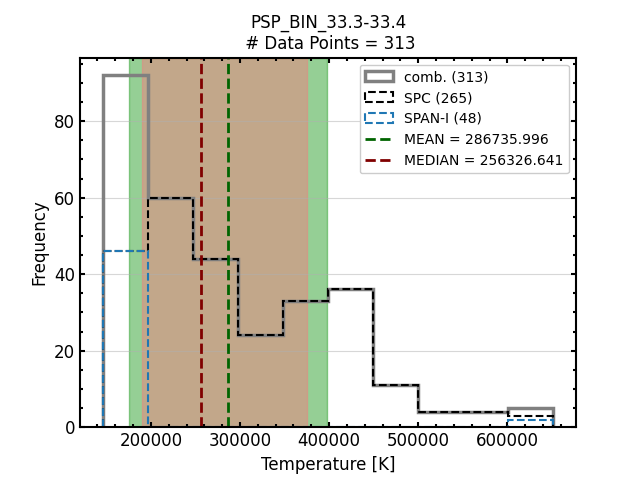 PSP_BIN_33.3-33.4
# Data Points = 313
comb. (313)
SPC (265)
SPAN-I (48)
MEAN = 286735.996
MEDIAN = 256326.641
Frequency
80
60
40
20
0
200000 300000 400000 500000 600000
Temperature [K]